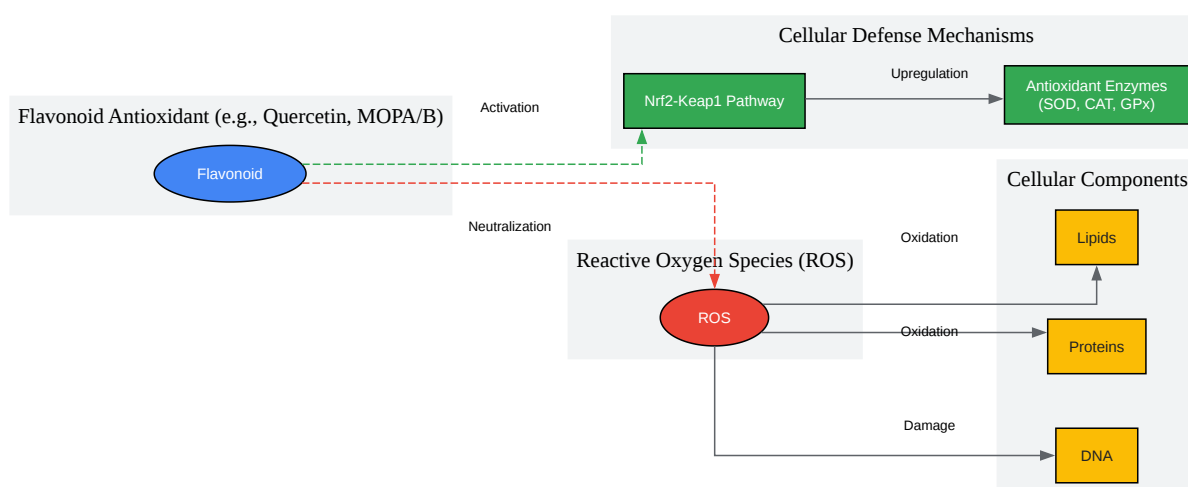 Cellular Defense Mechanisms
Upregulation
Nrf2-Keap1 Pathway
Antioxidant Enzymes
(SOD, CAT, GPx)
Activation
Flavonoid Antioxidant (e.g., Quercetin, MOPA/B)
Flavonoid
Neutralization
Cellular Components
Lipids
Oxidation
Reactive Oxygen Species (ROS)
ROS
Oxidation
Proteins
Damage
DNA